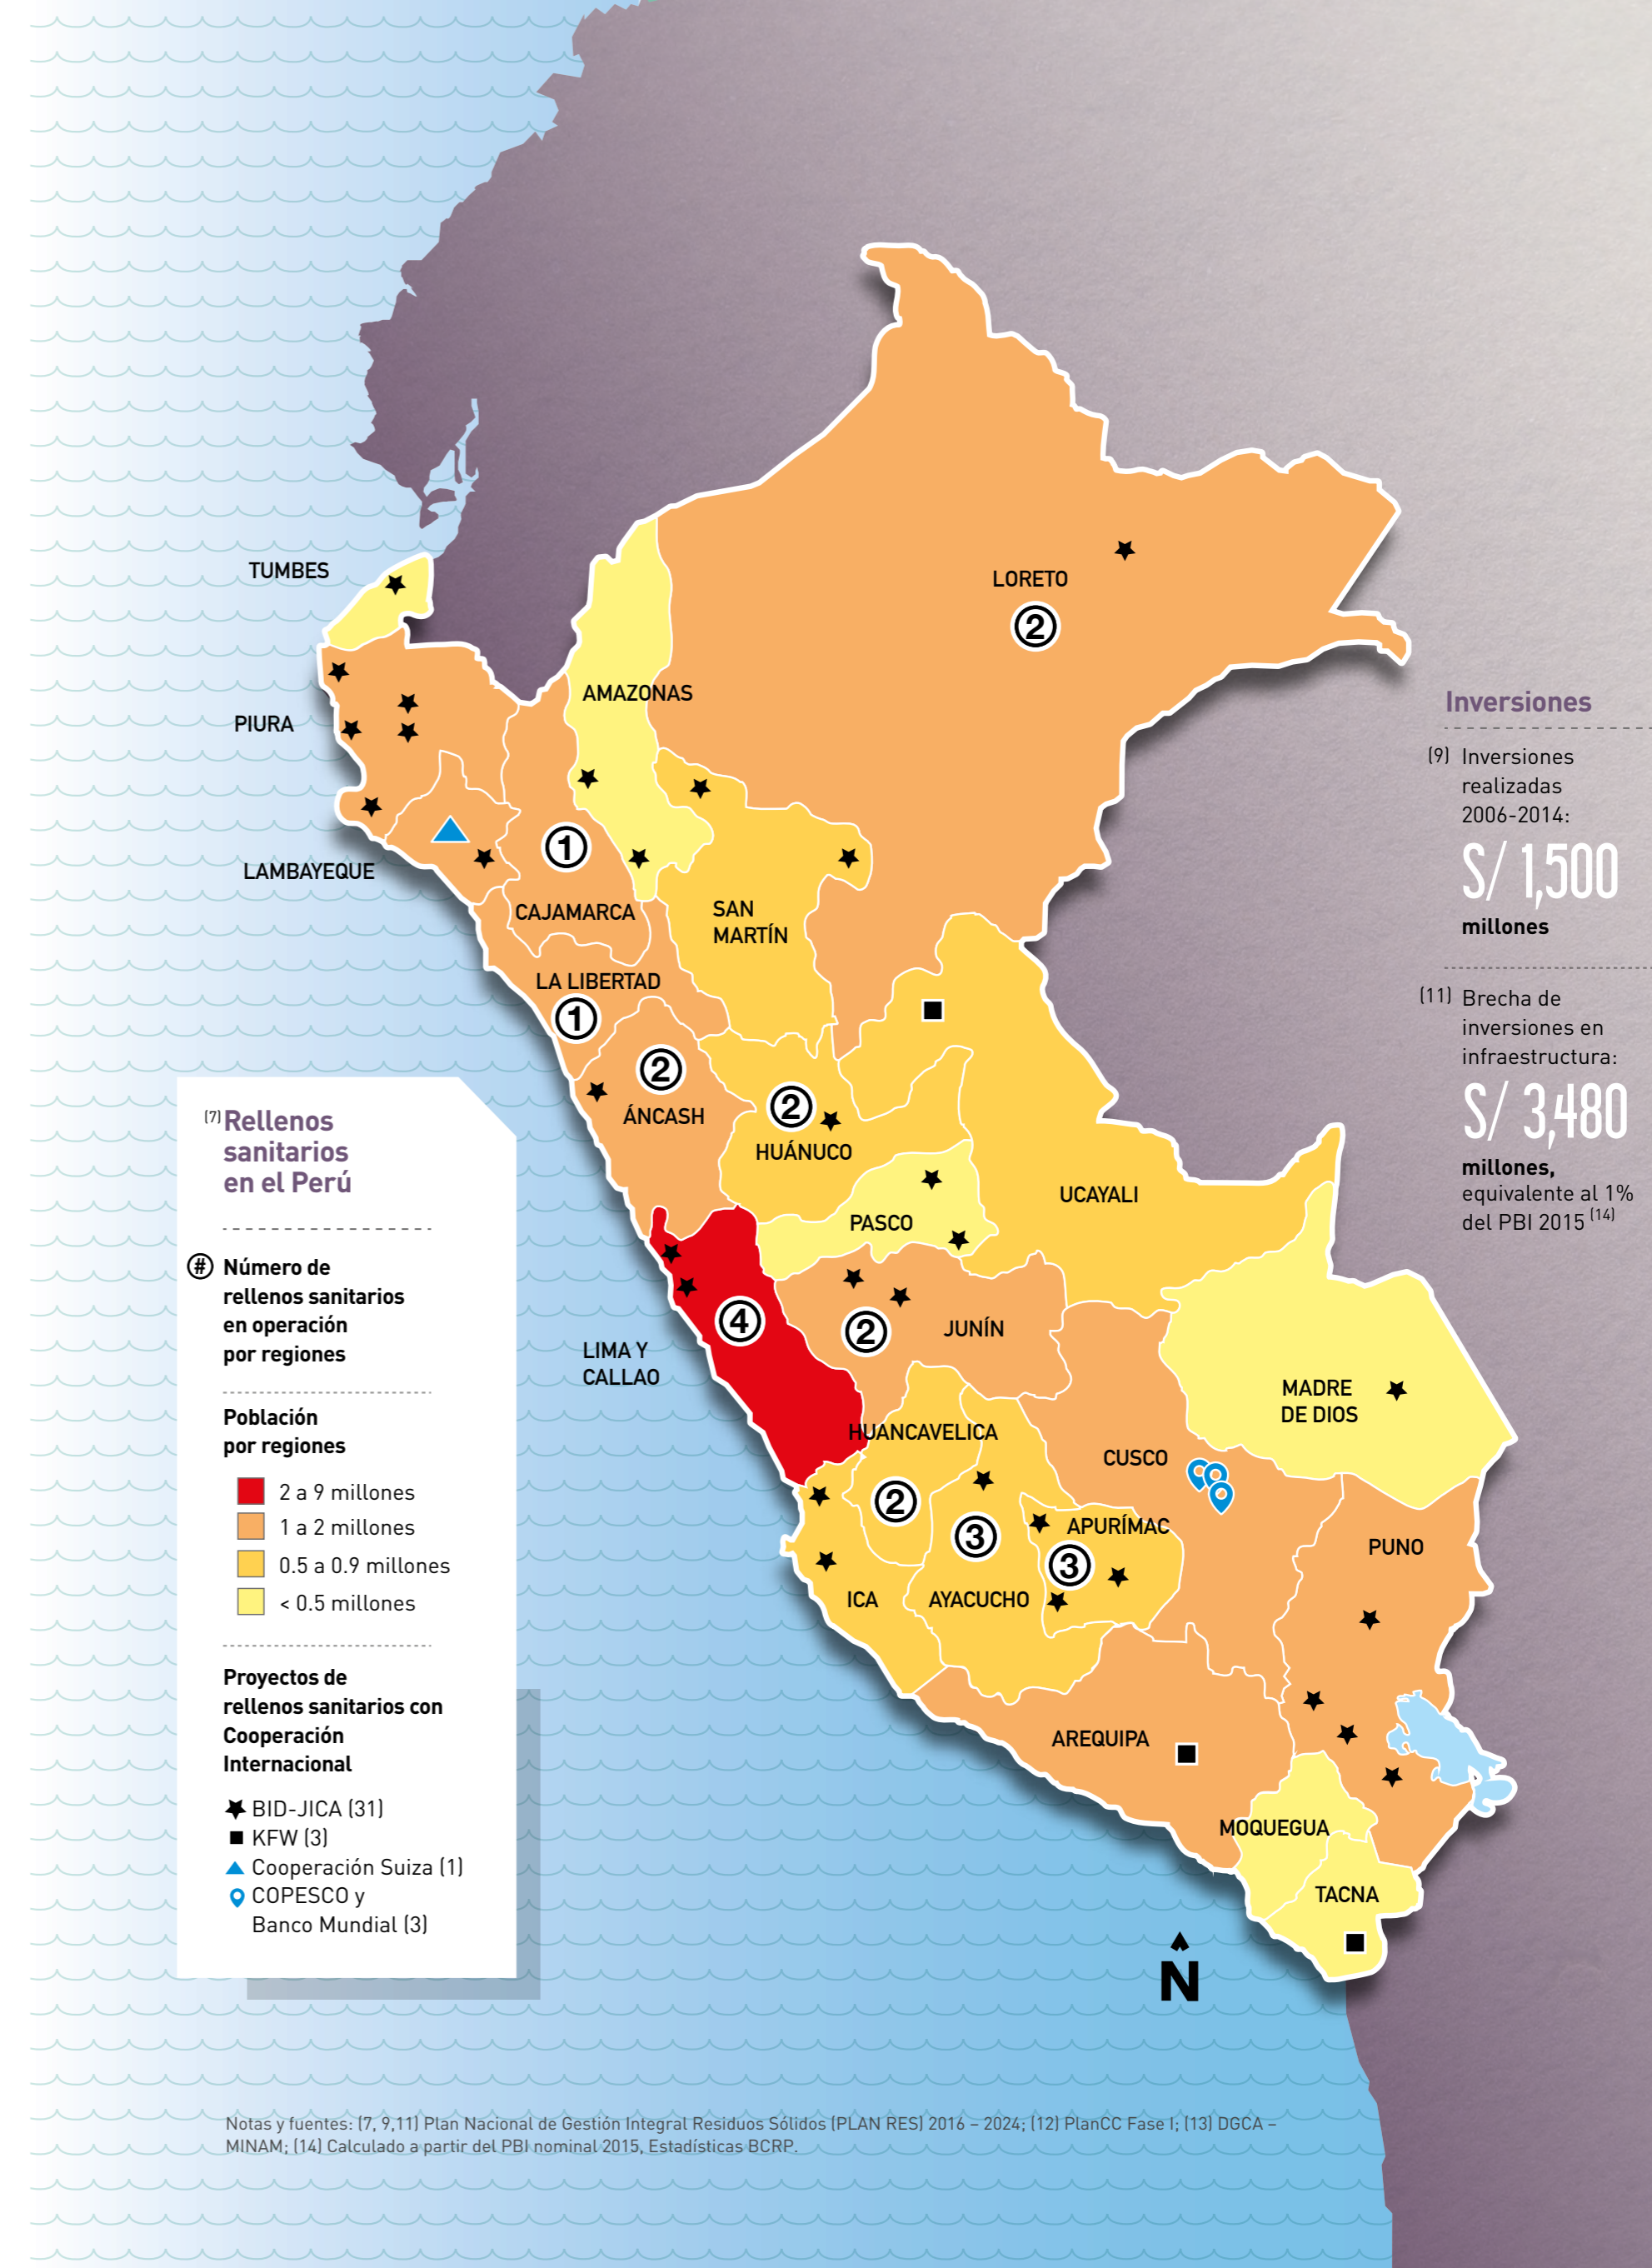 TUMBES
LORETO
2
AMAZONAS
PIURA
LAMBAYEQUE
1
CAJAMARCA
SAN
MARTÍN
LA LIBERTAD
1
2
ÁNCASH
2
HUÁNUCO
UCAYALI
PASCO
4
2
JUNÍN
LIMA Y
CALLAO
MADRE
DE DIOS
HUANCAVELICA
CUSCO
2
3
APURÍMAC
3
PUNO
ICA
AYACUCHO
AREQUIPA
MOQUEGUA
TACNA
N
Inversiones
(9) Inversiones
realizadas
2006-2014:
S/ 1,500
millones
(11) Brecha de
inversiones en
infraestructura:
S/ 3,480
millones,
equivalente al 1%
del PBI 2015 (14)
(7) Rellenos
sanitarios
en el Perú
# Número de
rellenos sanitarios
en operación
por regiones
Población
por regiones
2 a 9 millones
1 a 2 millones
0.5 a 0.9 millones
< 0.5 millones
Proyectos de
rellenos sanitarios con
Cooperación
Internacional
BID-JICA (31)
KFW (3)
Cooperación Suiza (1)
COPESCO y
Banco Mundial (3)
Notas y fuentes: (7, 9,11) Plan Nacional de Gestión Integral Residuos Sólidos (PLAN RES) 2016 – 2024; (12) PlanCC Fase I; (13) DGCA –
MINAM; (14) Calculado a partir del PBI nominal 2015, Estadísticas BCRP.